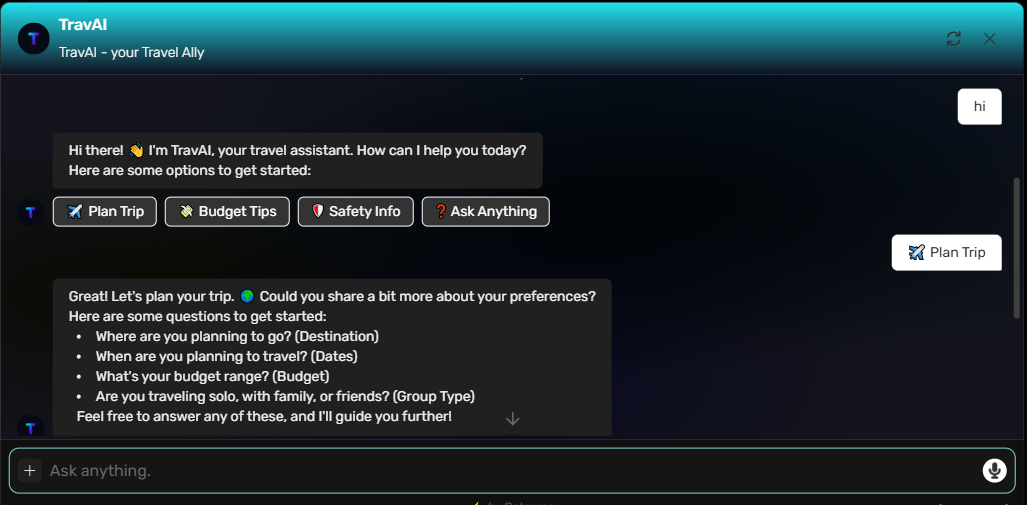 T
TravAI
TravAI - your Travel Ally
hi
Hi there! 👋 I'm TravAI, your travel assistant. How can I help you today?
Here are some options to get started:
T
✈️ Plan Trip
💸 Budget Tips
🛡️ Safety Info
❓ Ask Anything
✈️ Plan Trip
Great! Let's plan your trip. 🌍 Could you share a bit more about your preferences?
Here are some questions to get started:
• Where are you planning to go? (Destination)
• When are you planning to travel? (Dates)
• What's your budget range? (Budget)
• Are you traveling solo, with family, or friends? (Group Type)
Feel free to answer any of these, and I'll guide you further!
T
Ask anything.